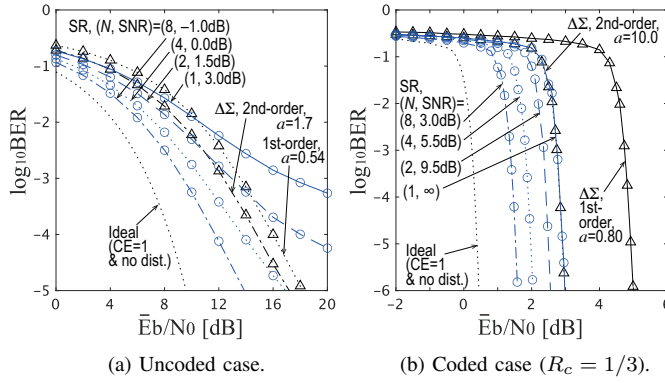 SR, (N, SNR)=(8, −1.0dB)
(4, 0.0dB)
(2, 1.5dB)
(1, 3.0dB)
ΔΣ, 2nd-order,
a=1.7
1st-order,
a=0.54
Ideal
(CE=1
& no dist.)
log10BER
0
-1
-2
-3
-4
-5
0 4 8 12 16 20
Ēb/N0 [dB]
(a) Uncoded case.
ΔΣ, 2nd-order,
a=10.0
SR,
(N, SNR)=
(8, 3.0dB)
(4, 5.5dB)
(2, 9.5dB)
(1, ∞)
ΔΣ,
1st-
order,
a=0.80
Ideal
(CE=1
& no dist.)
log10BER
0
-1
-2
-3
-4
-5
-6
-2 0 2 4 6
Ēb/N0 [dB]
(b) Coded case (Rc = 1/3).